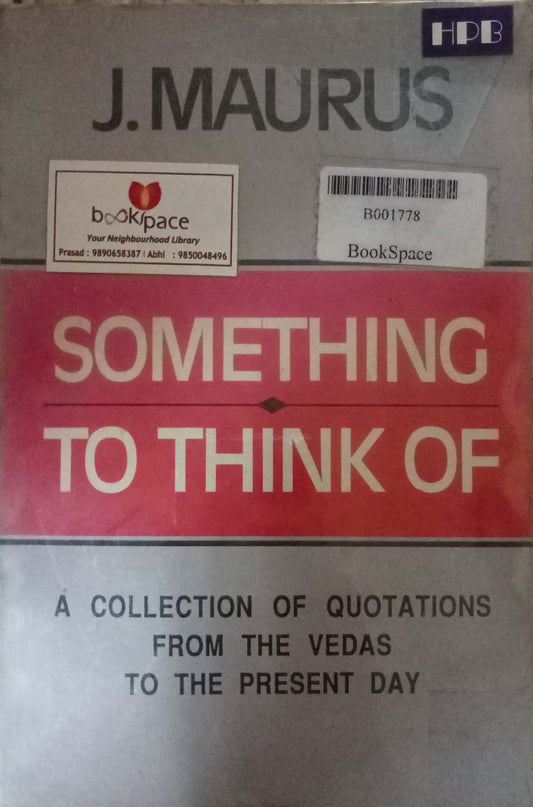 HPB
J. MAURUS
bookspace
Your Neighbourhood Library
Prasad : 9890658387 | Abhi : 9850048496
B001778
BookSpace
SOMETHING
TO THINK OF
A COLLECTION OF QUOTATIONS
FROM THE VEDAS
TO THE PRESENT DAY